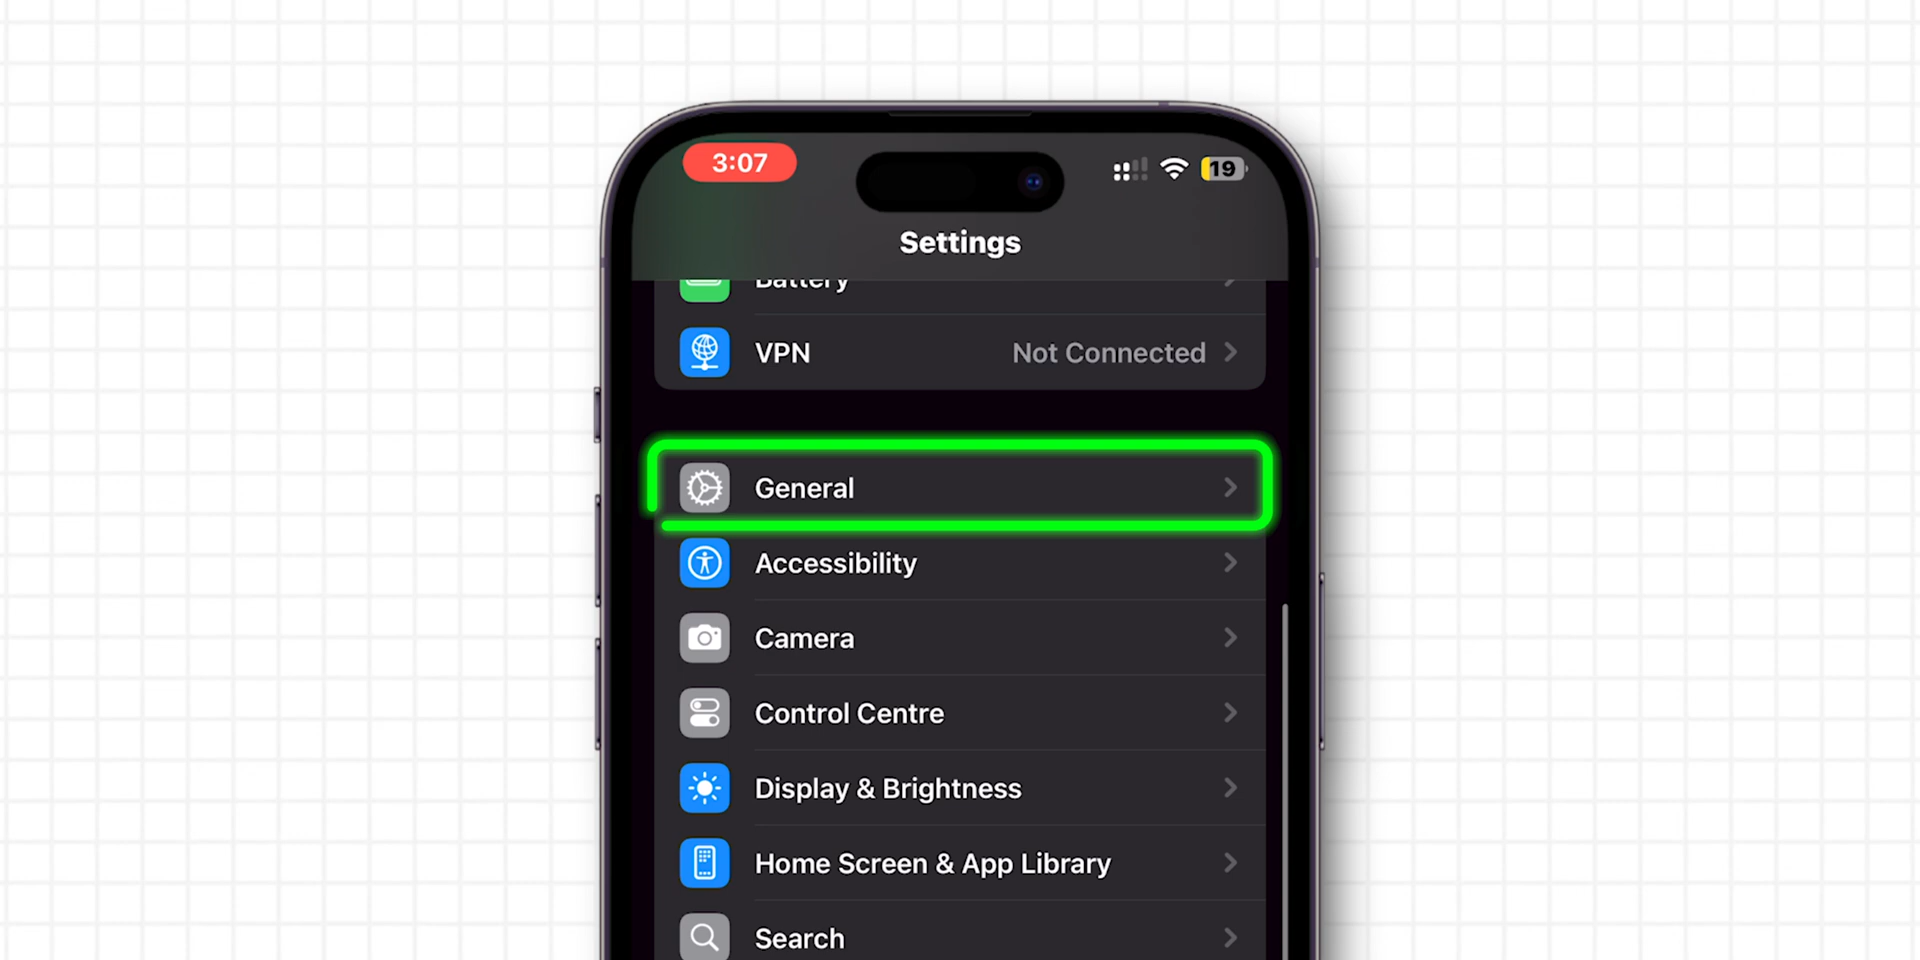 3:07
19
Settings
Battery
VPN Not Connected
General
Accessibility
Camera
Control Centre
Display & Brightness
Home Screen & App Library
Search